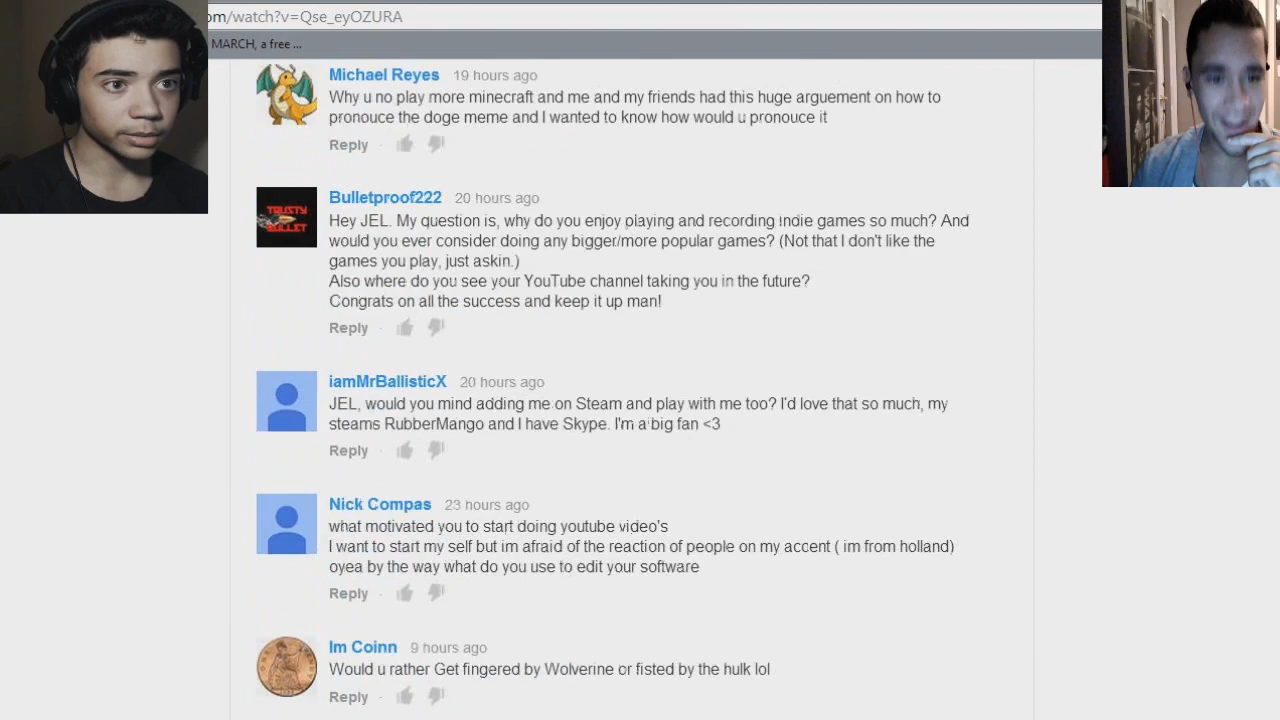 om/watch?v=Qse_eyOZURA
MARCH, a free ...
Michael Reyes 19 hours ago
Why u no play more minecraft and me and my friends had this huge arguement on how to
pronouce the doge meme and I wanted to know how would u pronouce it
Reply
TRUSTY
BULLET
Bulletproof222 20 hours ago
Hey JEL. My question is, why do you enjoy playing and recording indie games so much? And
would you ever consider doing any bigger/more popular games? (Not that I don't like the
games you play, just askin.)
Also where do you see your YouTube channel taking you in the future?
Congrats on all the success and keep it up man!
Reply
iamMrBallisticX 20 hours ago
JEL, would you mind adding me on Steam and play with me too? I'd love that so much, my
steams RubberMango and I have Skype. I'm a big fan <3
Reply
Nick Compas 23 hours ago
what motivated you to start doing youtube video's
I want to start my self but im afraid of the reaction of people on my accent ( im from holland)
oyea by the way what do you use to edit your software
Reply
Im Coinn 9 hours ago
Would u rather Get fingered by Wolverine or fisted by the hulk lol
Reply